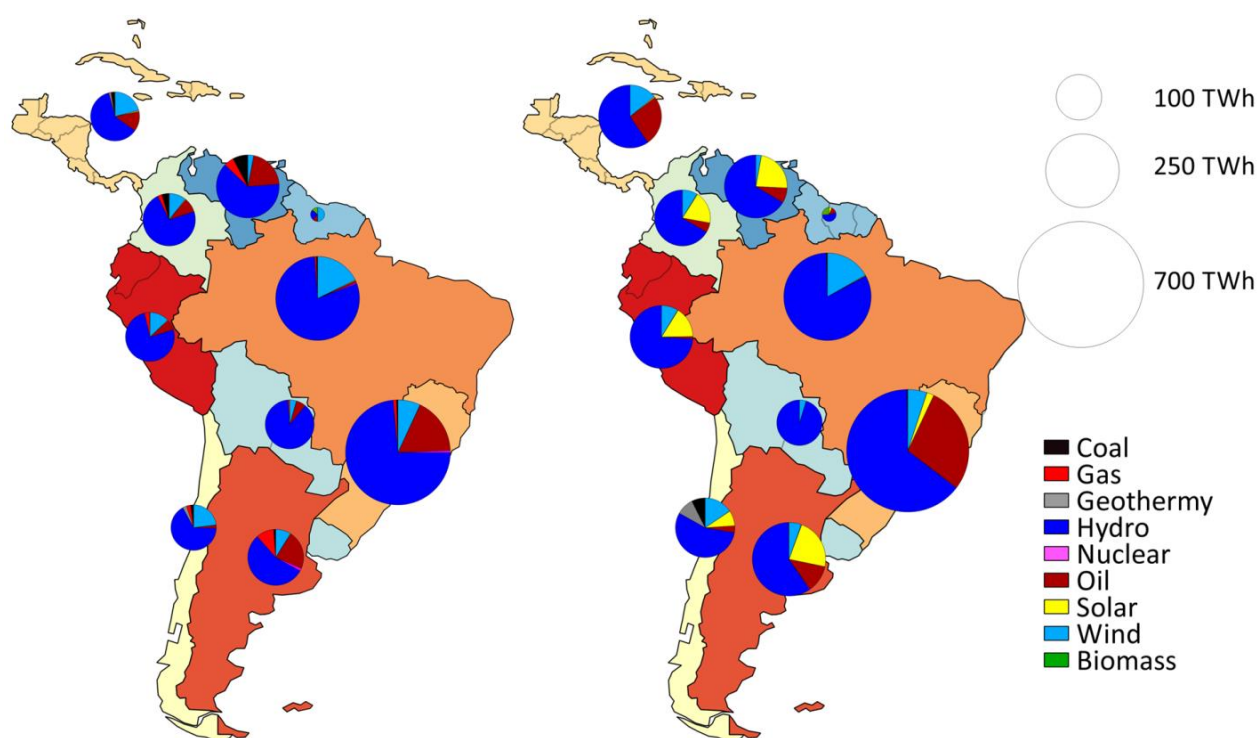 100 TWh
250 TWh
700 TWh
Coal
Gas
Geothermy
Hydro
Nuclear
Oil
Solar
Wind
Biomass